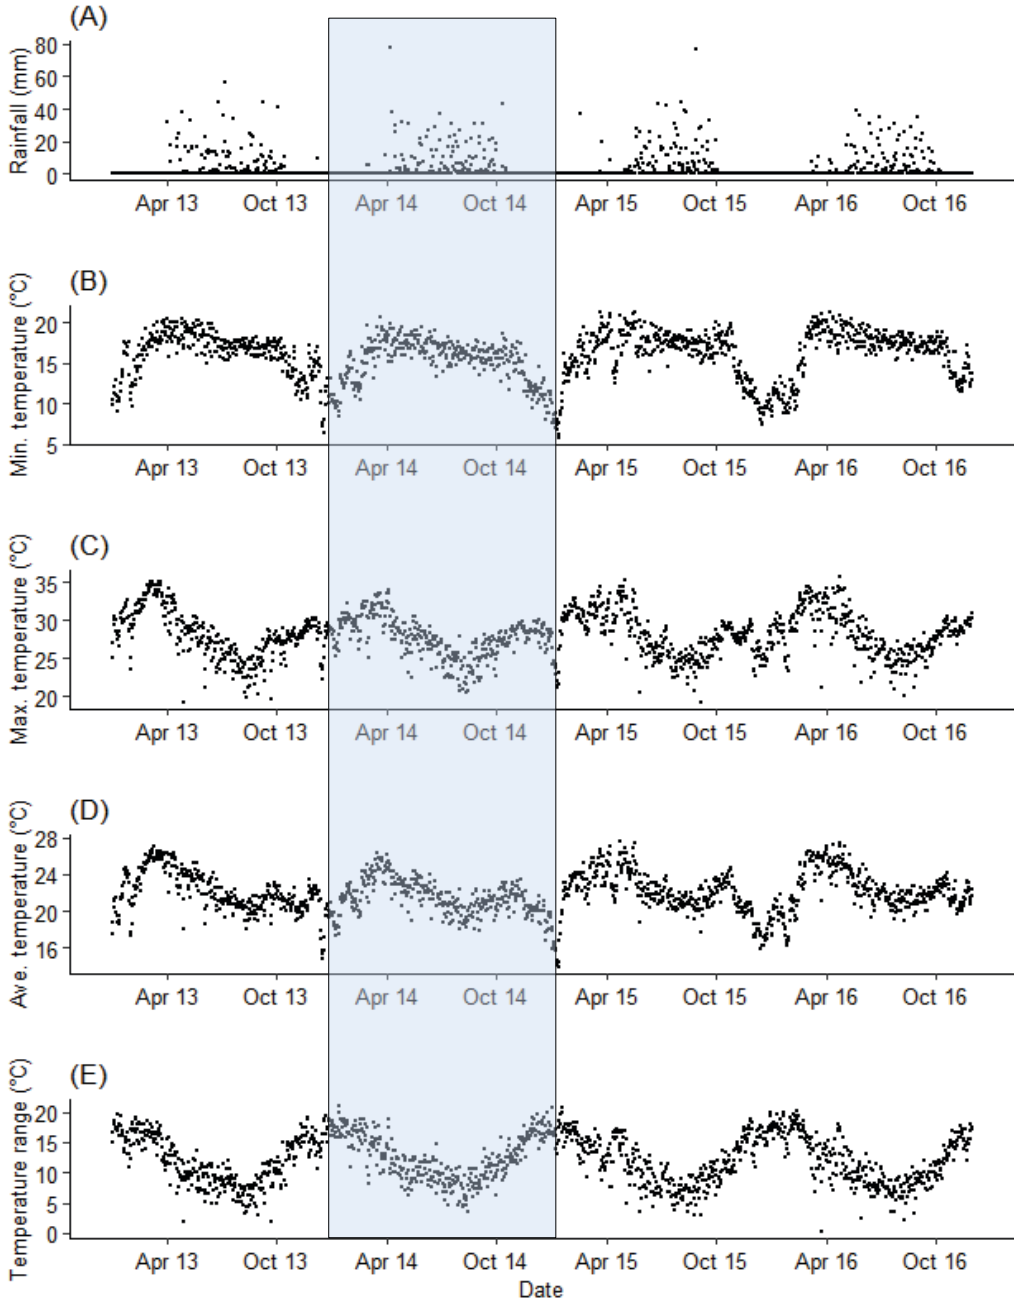 (A)
Rainfall (mm)
80
60
40
20
0
Apr 13 Oct 13 Apr 14 Oct 14 Apr 15 Oct 15 Apr 16 Oct 16
(B)
Min. temperature (°C)
20
15
10
5
Apr 13 Oct 13 Apr 14 Oct 14 Apr 15 Oct 15 Apr 16 Oct 16
(C)
Max. temperature (°C)
35
30
25
20
Apr 13 Oct 13 Apr 14 Oct 14 Apr 15 Oct 15 Apr 16 Oct 16
(D)
Ave. temperature (°C)
28
24
20
16
Apr 13 Oct 13 Apr 14 Oct 14 Apr 15 Oct 15 Apr 16 Oct 16
(E)
Temperature range (°C)
20
15
10
5
0
Apr 13 Oct 13 Apr 14 Oct 14 Apr 15 Oct 15 Apr 16 Oct 16
Date